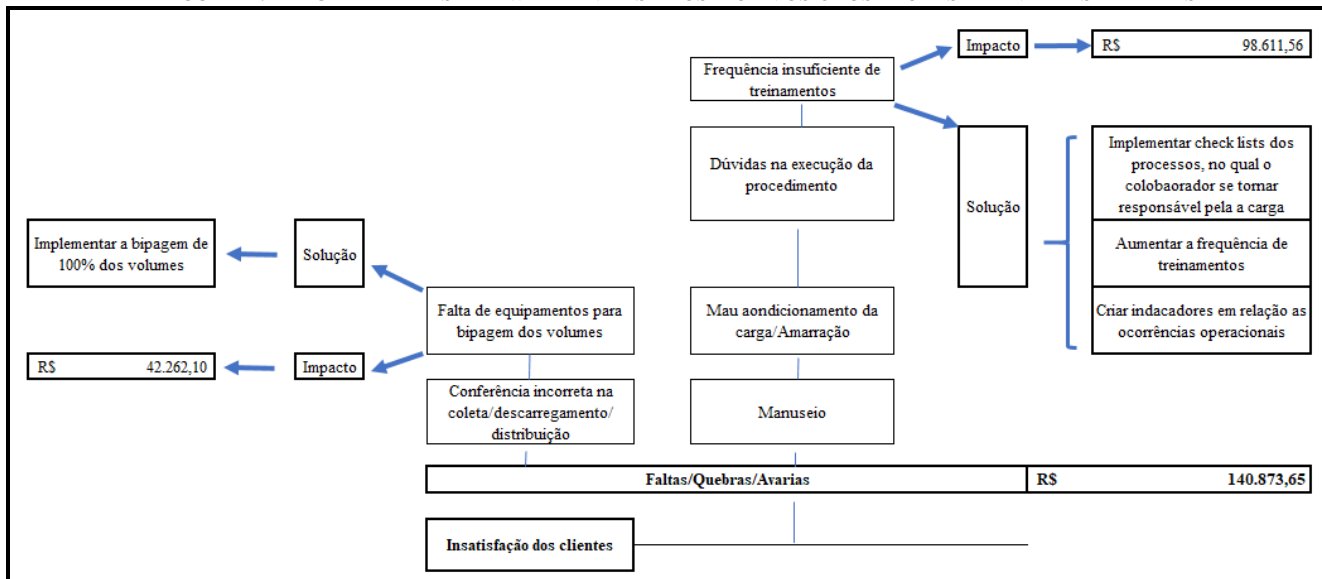 Impacto
R$ 98.611,56
Frequência insuficiente de
treinamentos
Dúvidas na execução da
procedimento
Solução
Implementar check lists dos
processos, no qual o
colobaorador se tornar
responsável pela a carga
Aumentar a frequência de
treinamentos
Criar indacadores em relação as
ocorrências operacionais
Implementar a bipagem de
100% dos volumes
Solução
Falta de equipamentos para
bipagem dos volumes
Mau aondicionamento da
carga/Amarração
R$ 42.262,10
Impacto
Conferência incorreta na
coleta/descarregamento/
distribuição
Manuseio
Faltas/Quebras/Avarias
R$ 140.873,65
Insatisfação dos clientes